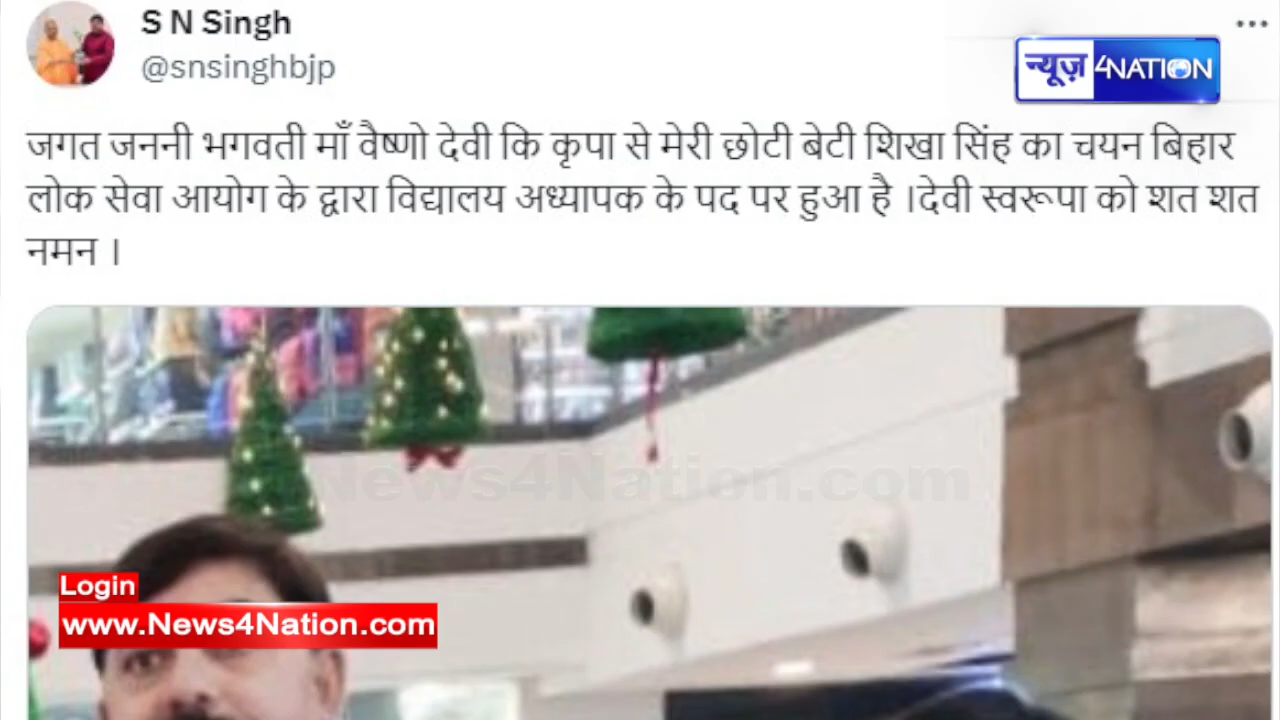 S N Singh
@snsinghbjp
न्यूज़ 4NATION
जगत जननी भगवती माँ वैष्णो देवी कि कृपा से मेरी छोटी बेटी शिखा सिंह का चयन बिहार
लोक सेवा आयोग के द्वारा विद्यालय अध्यापक के पद पर हुआ है ।देवी स्वरूपा को शत शत
नमन ।
News4Nation.com
Login
www.News4Nation.com